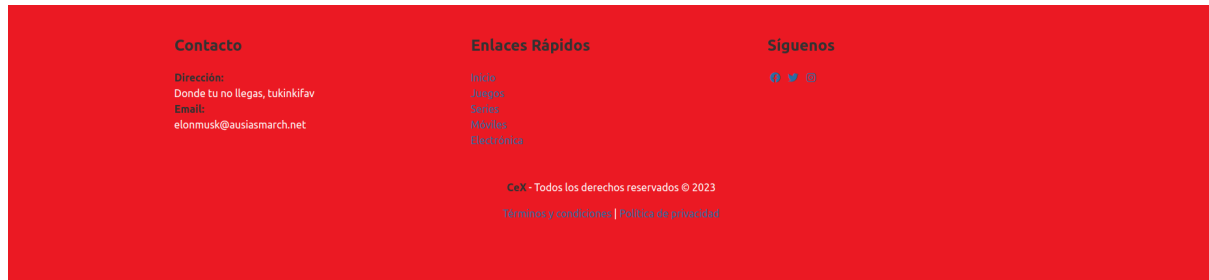 Contacto
Dirección:
Donde tu no llegas, tukinkifav
Email:
elonmusk@ausiasmarch.net
Enlaces Rápidos
Inicio
Juegos
Series
Móviles
Electrónica
Síguenos
CeX - Todos los derechos reservados © 2023
Términos y condiciones | Política de privacidad